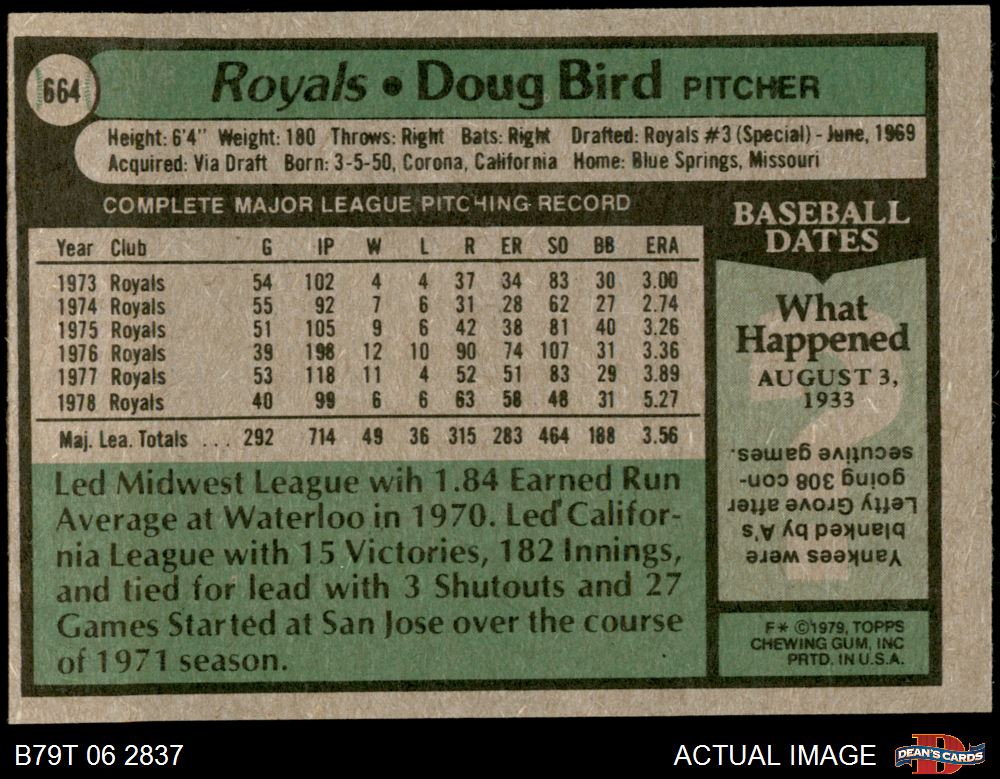 664
Royals • Doug Bird PITCHER
Height: 6'4" Weight: 180 Throws: Right Bats: Right Drafted: Royals #3 (Special) - June, 1969
Acquired: Via Draft Born: 3-5-50, Corona, California Home: Blue Springs, Missouri
COMPLETE MAJOR LEAGUE PITCHING RECORD
Year Club G IP W L R ER SO BB ERA
1973 Royals 54 102 4 4 37 34 83 30 3.00
1974 Royals 55 92 7 6 31 28 62 27 2.74
1975 Royals 51 105 9 6 42 38 81 40 3.26
1976 Royals 39 198 12 10 90 74 107 31 3.36
1977 Royals 53 118 11 4 52 51 83 29 3.89
1978 Royals 40 99 6 6 63 58 48 31 5.27
Maj. Lea. Totals ... 292 714 49 36 315 283 464 188 3.56
Led Midwest League wih 1.84 Earned Run
Average at Waterloo in 1970. Led Califor-
nia League with 15 Victories, 182 Innings,
and tied for lead with 3 Shutouts and 27
Games Started at San Jose over the course
of 1971 season.
BASEBALL
DATES
What
Happened
AUGUST 3,
1933
Yankees were
blanked by A's
Lefty Grove after
going 308 con-
secutive games.
F* ©1979, TOPPS
CHEWING GUM, INC
PRTD. IN U.S.A.
B79T 06 2837
ACTUAL IMAGE
DEAN'S CARDS